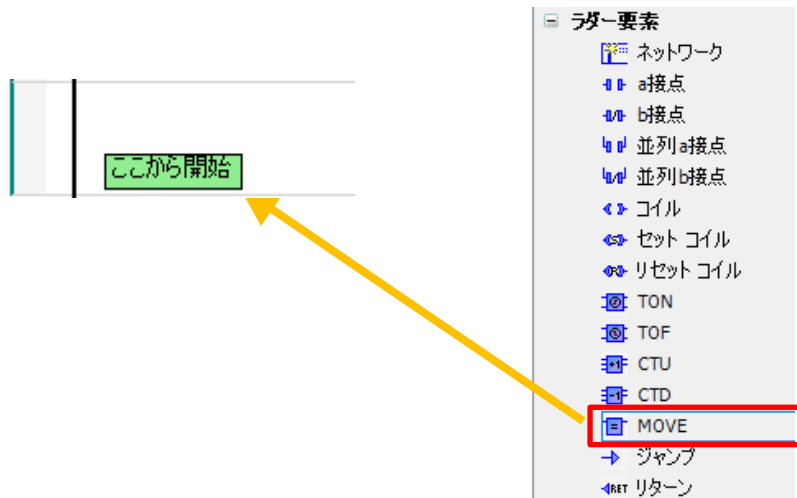 ここから開始
ラダー要素
ネットワーク
a接点
b接点
並列a接点
並列b接点
コイル
セット コイル
リセット コイル
TON
TOF
CTU
CTD
MOVE
ジャンプ
RET リターン